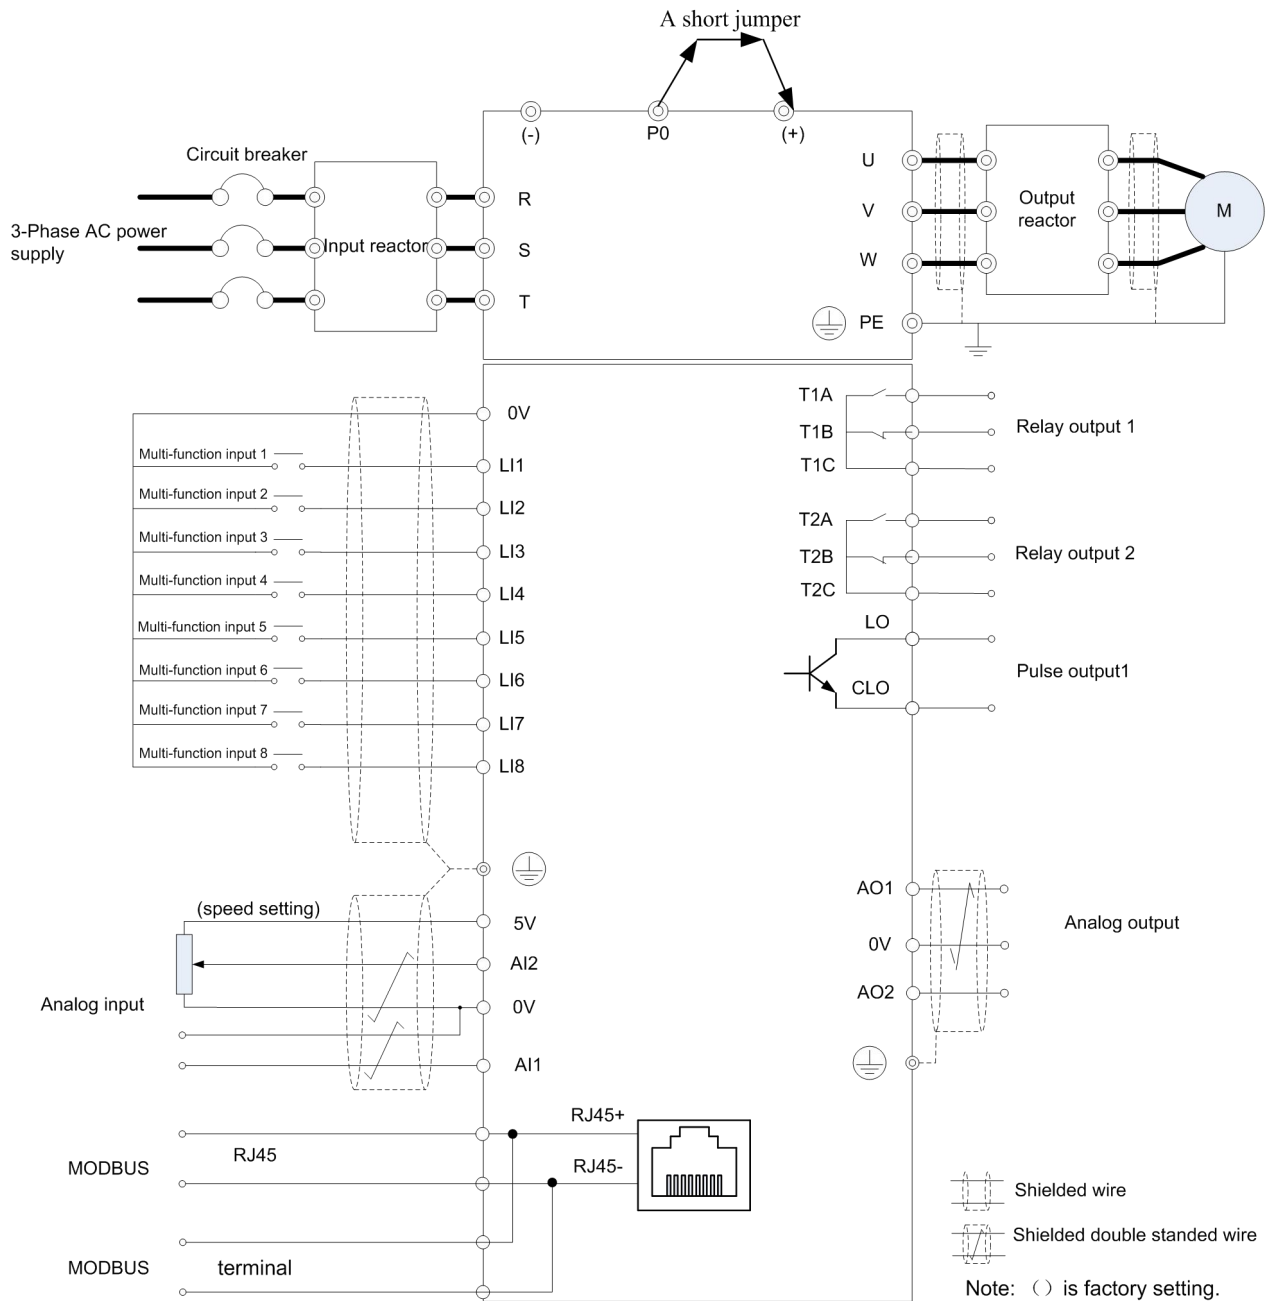 A short jumper
(-)
P0
(+)
Circuit breaker
3-Phase AC power
supply
Input reactor
R
S
T
U
V
W
PE
Output
reactor
M
0V
Multi-function input 1
LI1
Multi-function input 2
LI2
Multi-function input 3
LI3
Multi-function input 4
LI4
Multi-function input 5
LI5
Multi-function input 6
LI6
Multi-function input 7
LI7
Multi-function input 8
LI8
T1A
T1B
T1C
Relay output 1
T2A
T2B
T2C
Relay output 2
LO
CLO
Pulse output1
(speed setting)
5V
AI2
Analog input
0V
AI1
AO1
0V
AO2
Analog output
RJ45+
RJ45-
MODBUS
RJ45
MODBUS
terminal
Shielded wire
Shielded double standed wire
Note: () is factory setting.